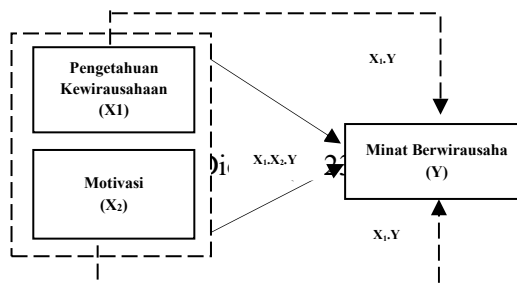 X₁.Y
Pengetahuan
Kewirausahaan
(X1)
Minat Berwirausaha
(Y)
X₁.X₂.Y
Motivasi
(X₂)
X₁.Y